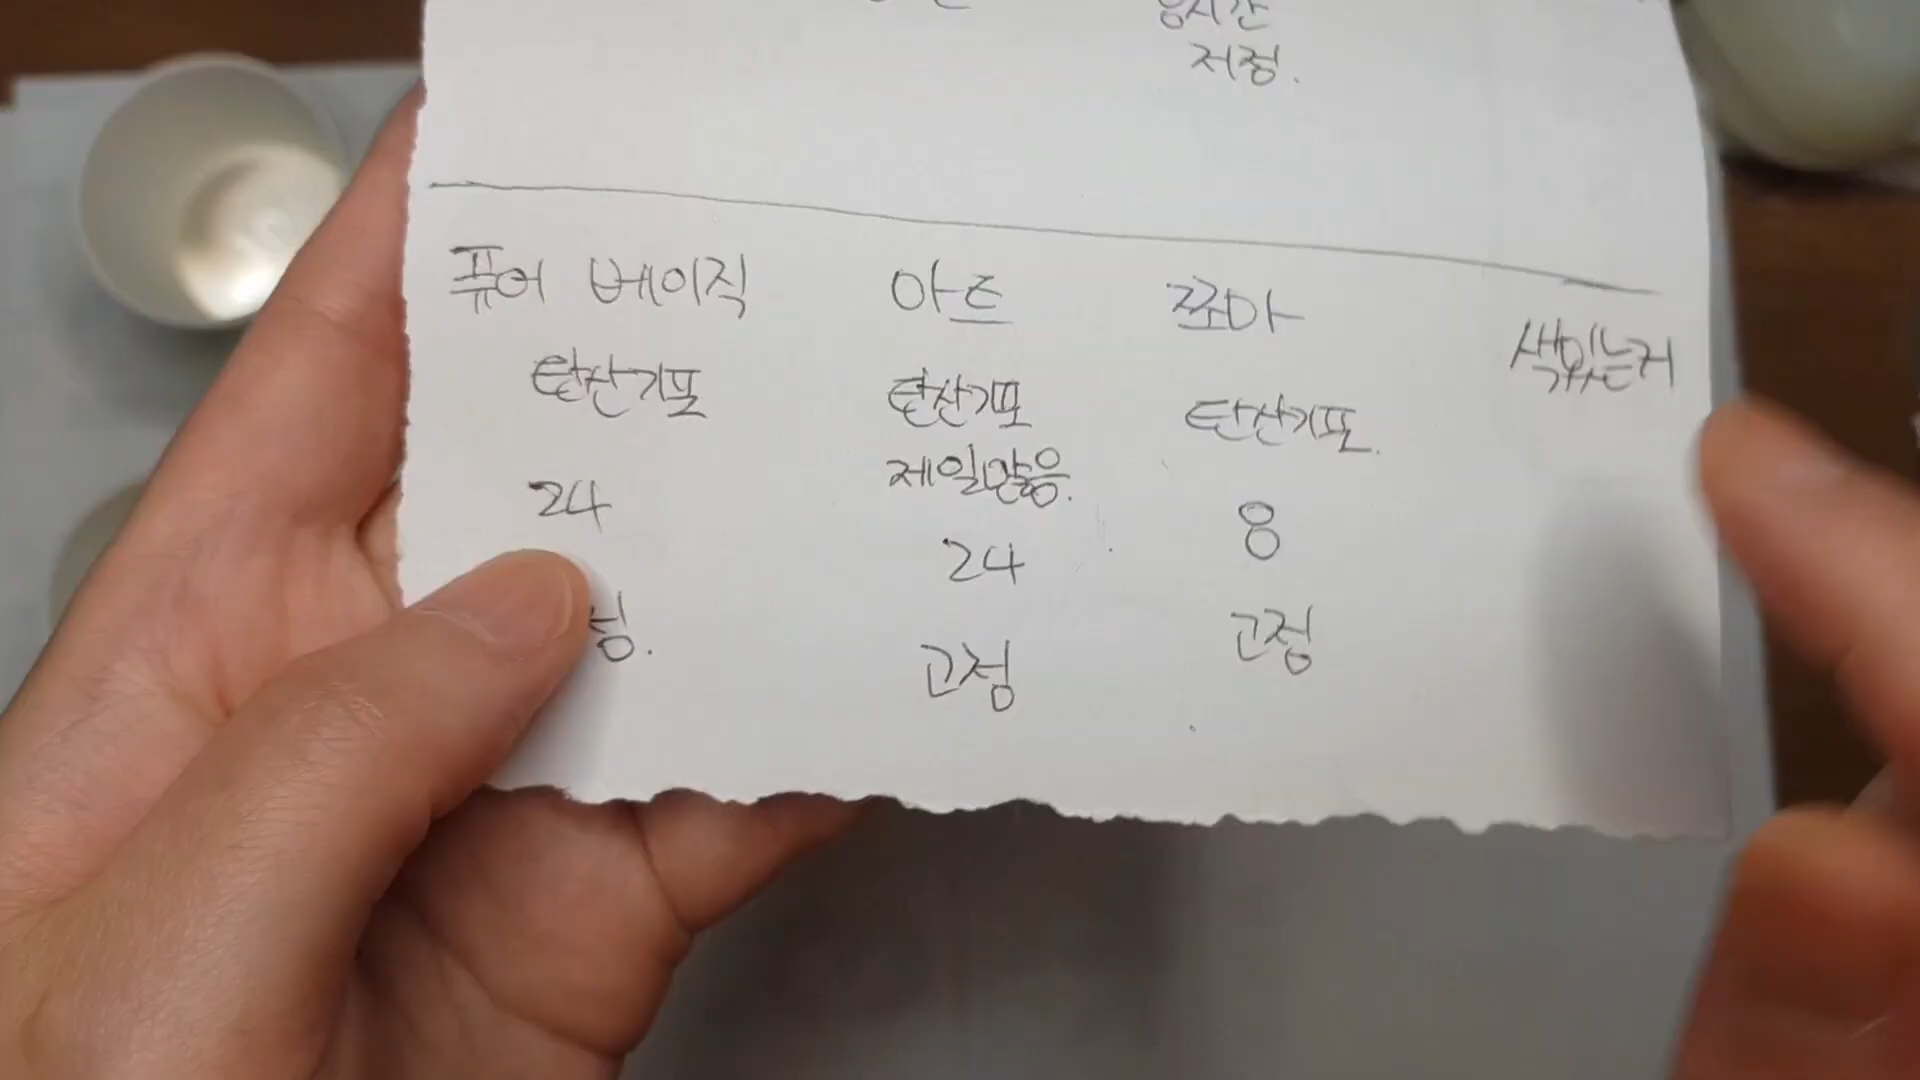 저정.
퓨어 베이직 아트 쪼아
색있는거
탄산기포 탄산기포 탄산기포.
제일많음.
24 24 8
고정 고정